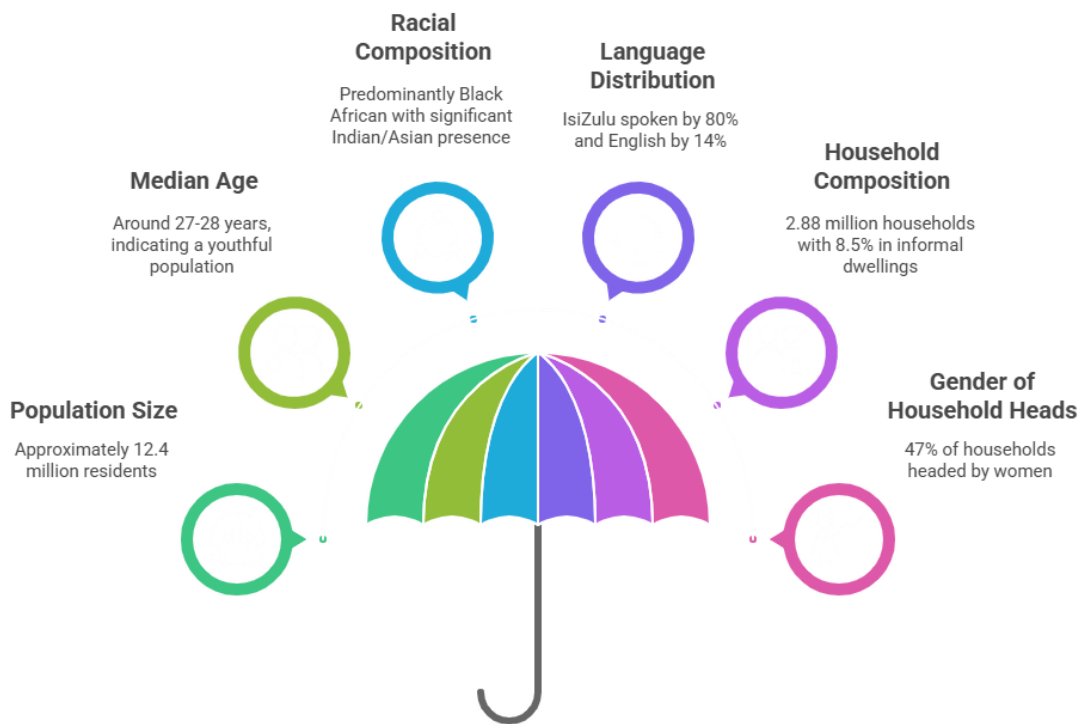 Racial
Composition
Predominantly Black
African with significant
Indian/Asian presence
Language
Distribution
IsiZulu spoken by 80%
and English by 14%
Median Age
Around 27-28 years,
indicating a youthful
population
Household
Composition
2.88 million households
with 8.5% in informal
dwellings
Population Size
Approximately 12.4
million residents
Gender of
Household Heads
47% of households
headed by women